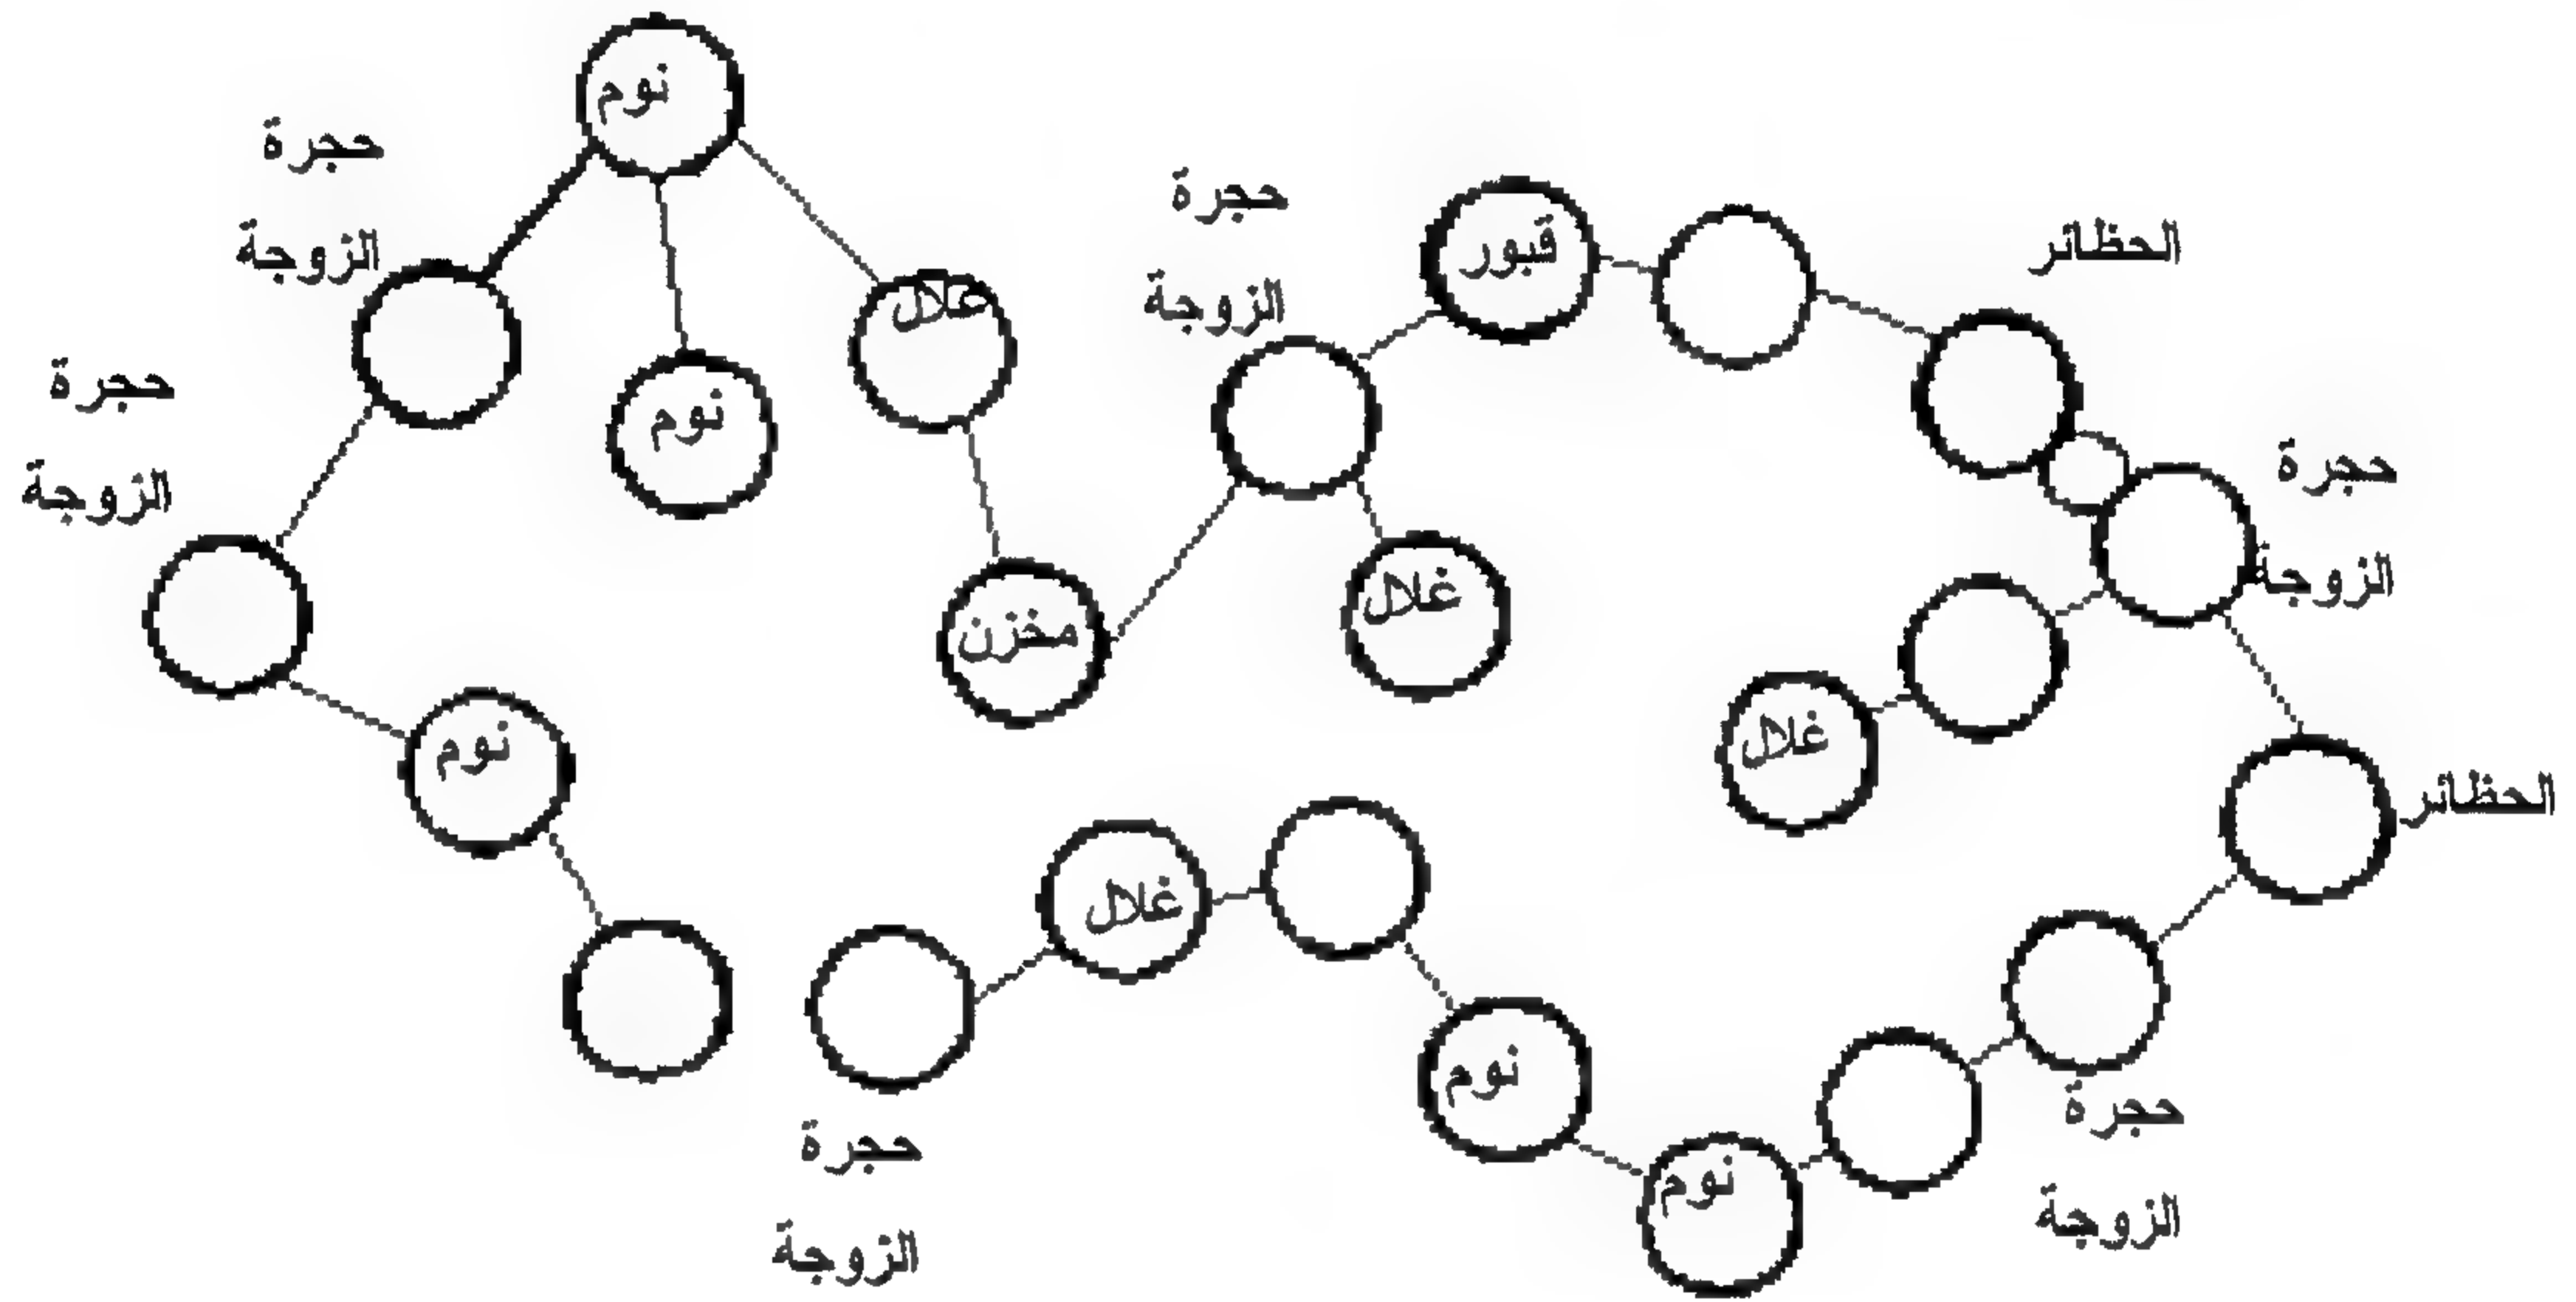 نوم
حجرة
الزوجة
حجرة
الزوجة
قبور
الحظائر
غلال
حجرة
الزوجة
نوم
حجرة
الزوجة
غلال
مخزن
نوم
غلال
الحظائر
غلال
نوم
حجرة
الزوجة
نوم
حجرة
الزوجة